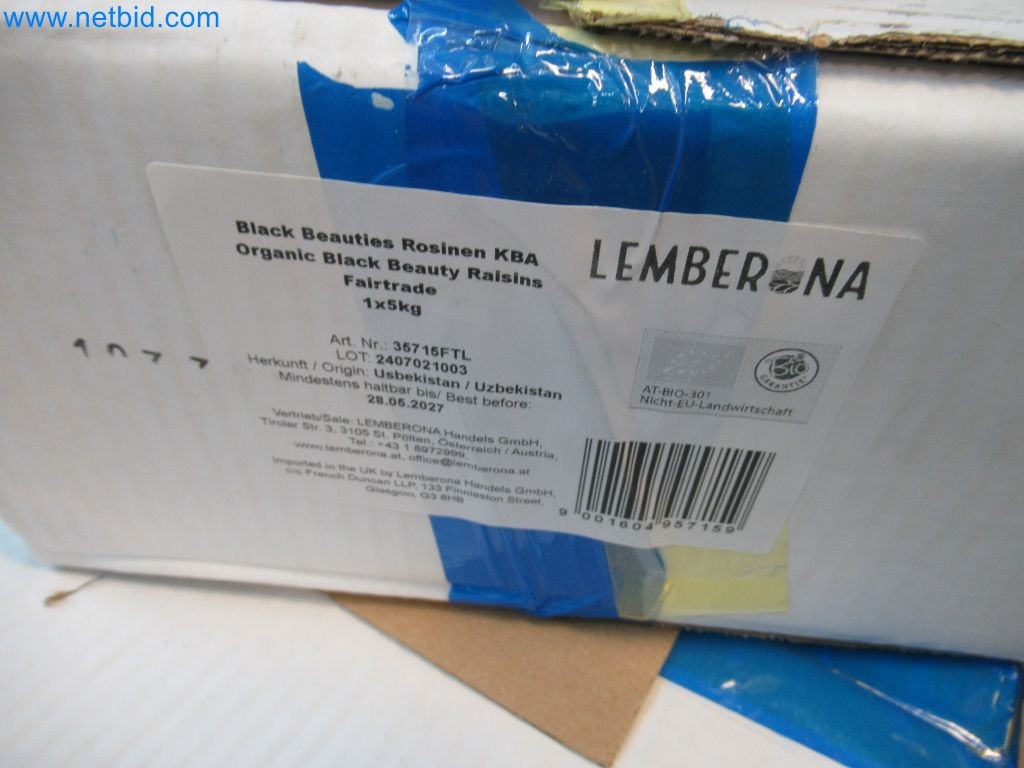 www.netbid.com
Black Beauties Rosinen KBA
Organic Black Beauty Raisins
Fairtrade
1x5kg
LEMBERONA
Art. Nr.: 35715FTL
LOT: 2407021003
Herkunft / Origin: Usbekistan / Uzbekistan
Mindestens haltbar bis/ Best before:
28.06.2027
Bio
GARANTIE
AT-BIO-301
Nicht-EU-Landwirtschaft
Vertrieb/Sale: LEMBERONA Handels GmbH,
Tiroler Str. 3, 3105 St. Pölten, Österreich / Austria,
Tel.: +43 1 8972999,
www.lemberona.at, office@lemberona.at
Imported in the UK by Lemberona Handels GmbH,
c/o French Duncan LLP, 133 Finnieston Street,
Glasgow, G3 8HB
9 001604 957159